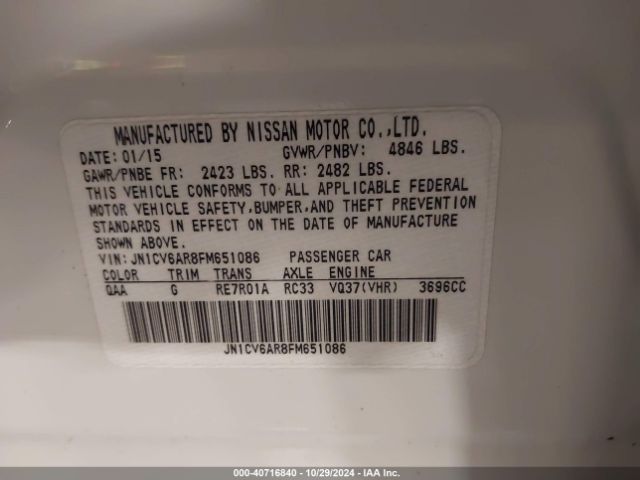 MANUFACTURED BY NISSAN MOTOR CO.,LTD.
DATE: 01/15 GVWR/PNBV: 4846 LBS.
GAWR/PNBE FR: 2423 LBS. RR: 2482 LBS.
THIS VEHICLE CONFORMS TO ALL APPLICABLE FEDERAL
MOTOR VEHICLE SAFETY,BUMPER,AND THEFT PREVENTION
STANDARDS IN EFFECT ON THE DATE OF MANUFACTURE
SHOWN ABOVE.
VIN: JN1CV6AR8FM651086 PASSENGER CAR
COLOR TRIM TRANS AXLE ENGINE
QAA G RE7R01A RC33 VQ37(VHR) 3696CC
JN1CV6AR8FM651086
000-40716840 - 10/29/2024 - IAA Inc.